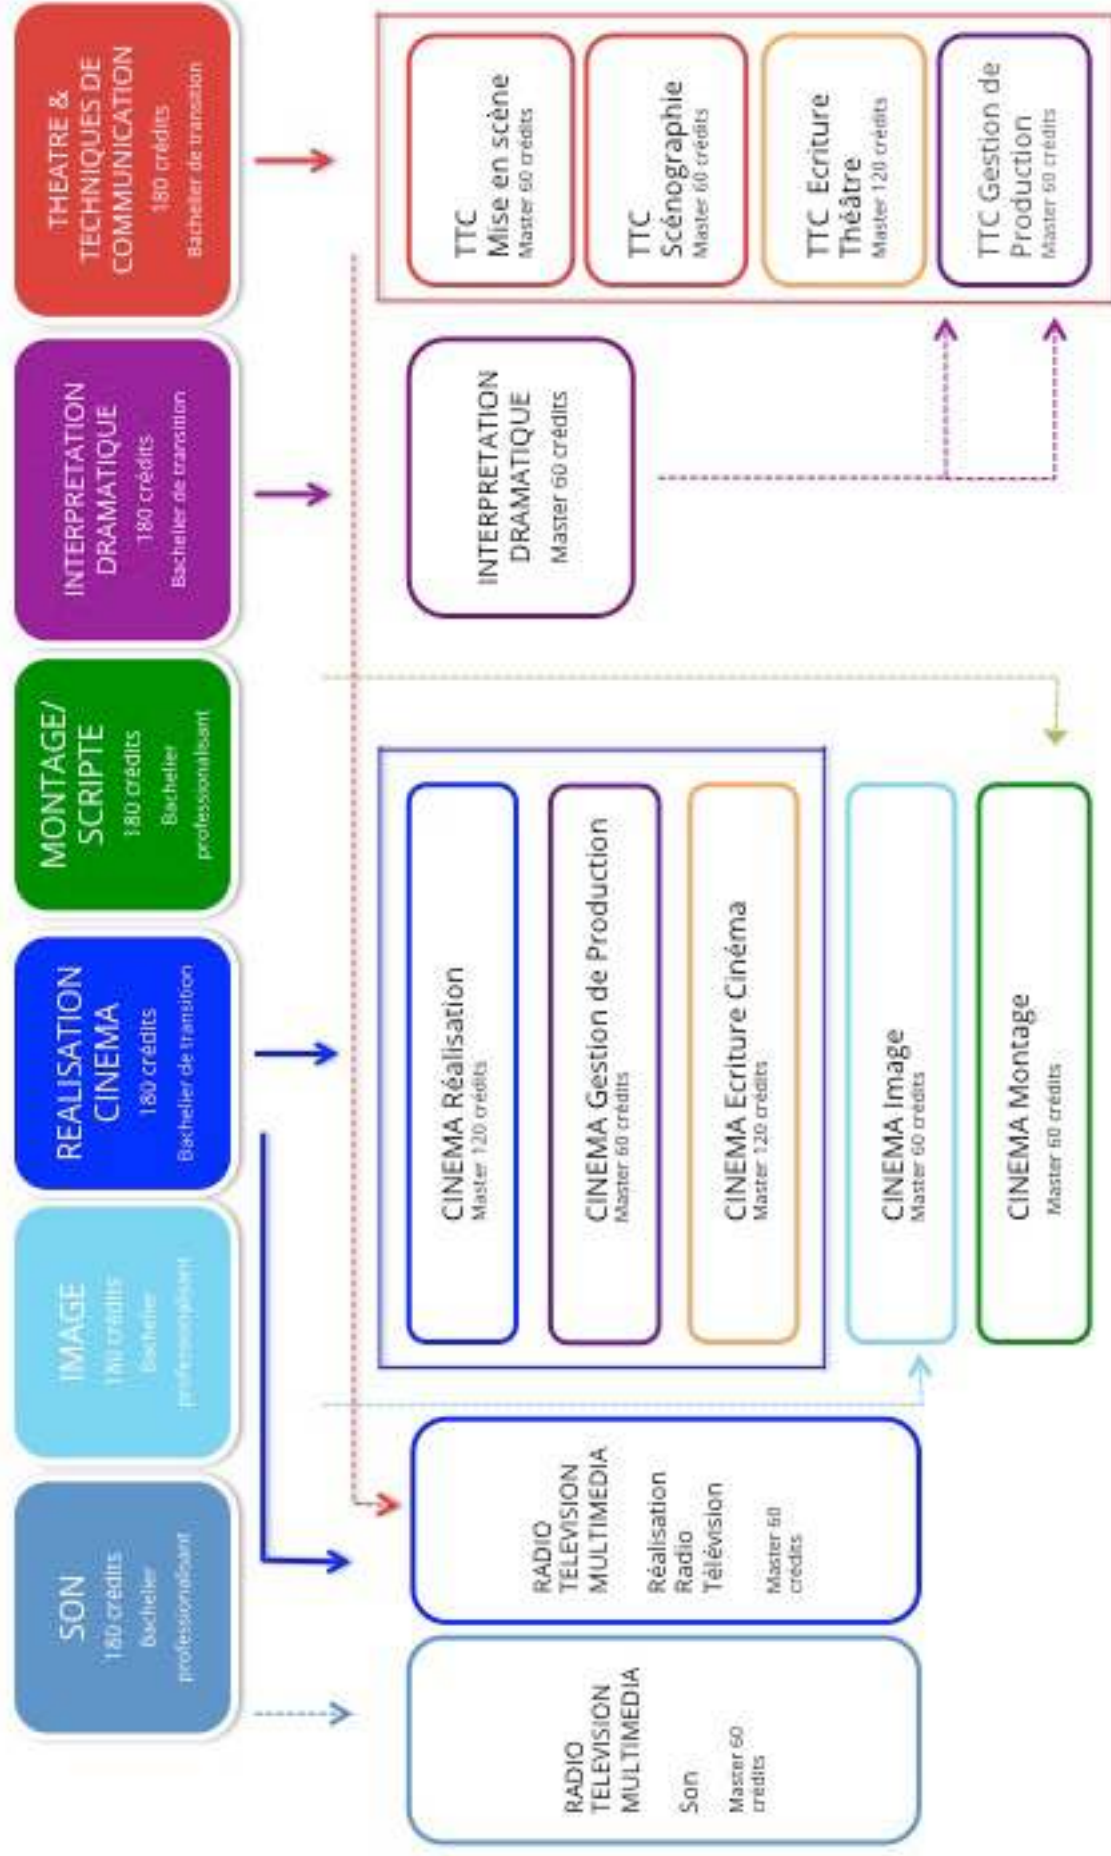 SON
180 crédits
Bachelier
professionalisant
IMAGE
180 crédits
Bachelier
professionalisant
REALISATION
CINEMA
180 crédits
Bachelier de transition
MONTAGE/
SCRIPTE
180 crédits
Bachelier
professionalisant
INTERPRETATION
DRAMATIQUE
180 crédits
Bachelier de transition
THEATRE &
TECHNIQUES DE
COMMUNICATION
180 crédits
Bachelier de transition
RADIO
TELEVISION
MULTIMEDIA
Son
Master 60
crédits
RADIO
TELEVISION
MULTIMEDIA
Réalisation
Radio
Télévision
Master 60
crédits
CINEMA Réalisation
Master 120 crédits
CINEMA Gestion de Production
Master 60 crédits
CINEMA Ecriture Cinéma
Master 120 crédits
CINEMA Image
Master 60 crédits
CINEMA Montage
Master 60 crédits
INTERPRETATION
DRAMATIQUE
Master 60 crédits
TTC
Mise en scène
Master 60 crédits
TTC
Scénographie
Master 60 crédits
TTC Ecriture
Théâtre
Master 120 crédits
TTC Gestion de
Production
Master 60 crédits